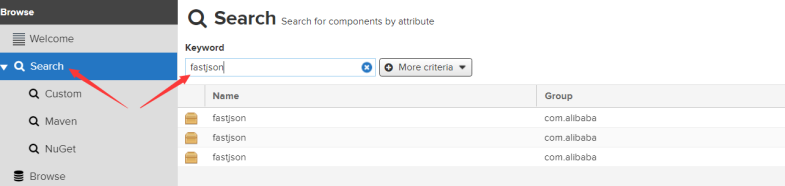 Browse
Welcome
Search
Custom
Maven
NuGet
Browse
Search Search for components by attribute
Keyword
fastjson
More criteria
Name Group
fastjson com.alibaba
fastjson com.alibaba
fastjson com.alibaba